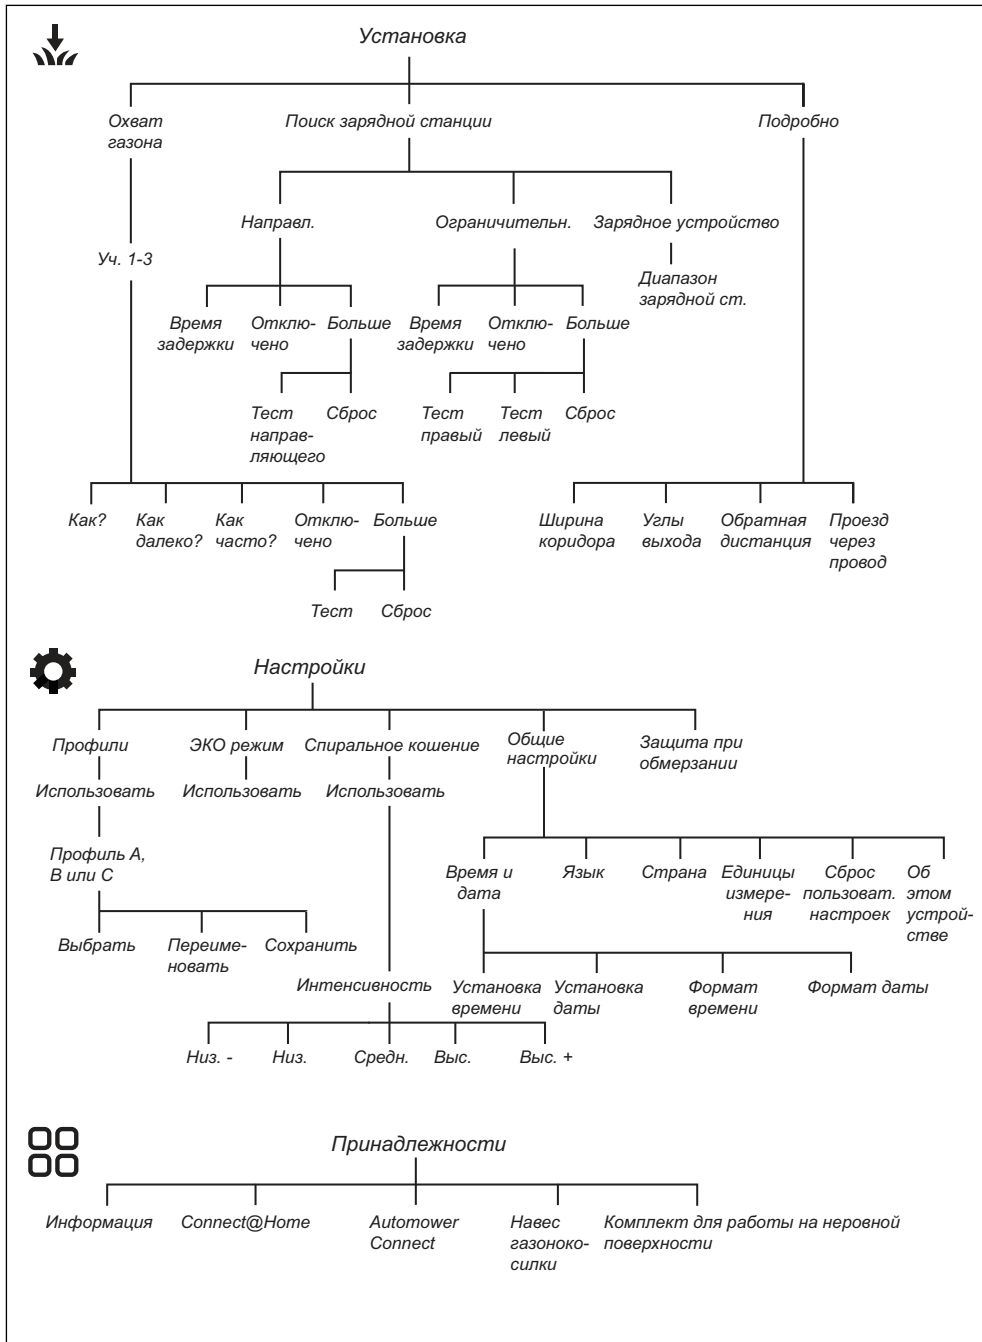 Установка
Охват
газона
Поиск зарядной станции
Подробно
Направл.
Ограничительн.
Зарядное устройство
Уч. 1-3
Диапазон
зарядной ст.
Время
задержки
Отклю-
чено
Больше
Время
задержки
Отклю-
чено
Больше
Тест
направ-
ляющего
Сброс
Тест
правый
Тест
левый
Сброс
Как?
Как
далеко?
Как
часто?
Отклю-
чено
Больше
Ширина
коридора
Углы
выхода
Обратная
дистанция
Проезд
через
провод
Тест
Сброс
Настройки
Профили
ЭКО режим
Спиральное кошение
Общие
настройки
Защита при
обмерзании
Использовать
Использовать
Использовать
Профиль A,
B или C
Время и
дата
Язык
Страна
Единицы
измере-
ния
Сброс
пользоват.
настроек
Об
этом
устрой-
стве
Выбрать
Переиме-
новать
Сохранить
Интенсивность
Установка
времени
Установка
даты
Формат
времени
Формат даты
Низ. -
Низ.
Средн.
Выс.
Выс. +
Принадлежности
Информация
Connect@Home
Automower
Connect
Навес
газоноко-
силки
Комплект для работы на неровной
поверхности